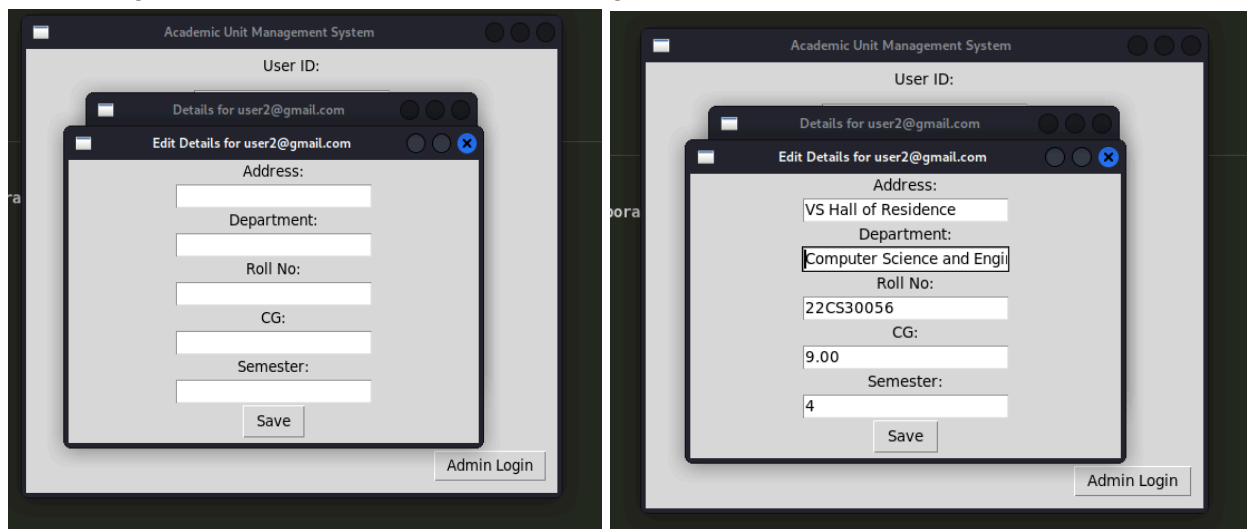 Academic Unit Management System
User ID:
Details for user2@gmail.com
Edit Details for user2@gmail.com
Address:
Department:
Roll No:
CG:
Semester:
Save
Admin Login
ra
Academic Unit Management System
User ID:
Details for user2@gmail.com
Edit Details for user2@gmail.com
Address:
VS Hall of Residence
Department:
Computer Science and Engi
Roll No:
22CS30056
CG:
9.00
Semester:
4
Save
Admin Login
pora